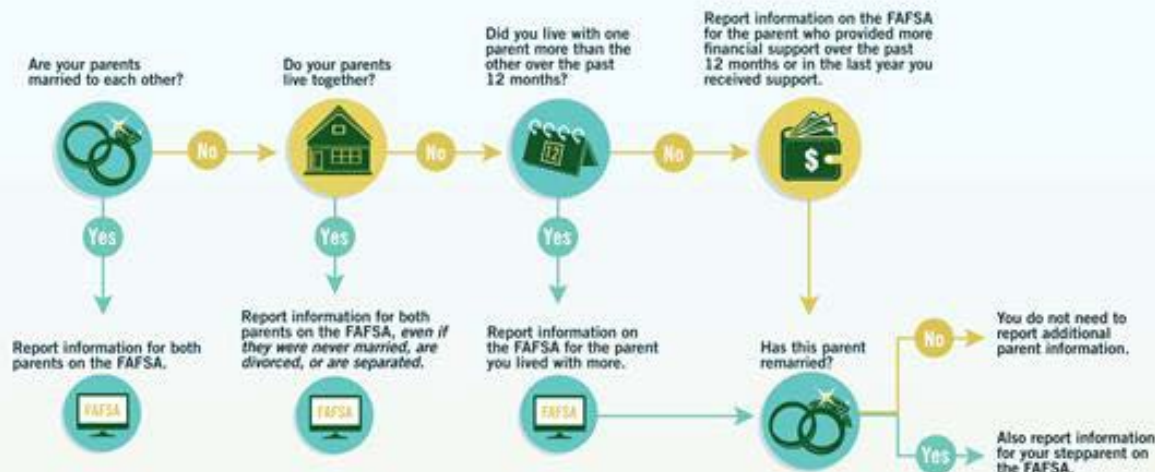 Are your parents
married to each other?
Do your parents
live together?
Did you live with one
parent more than the
other over the past
12 months?
Report information on the FAFSA
for the parent who provided more
financial support over the past
12 months or in the last year you
received support.
No
No
12
No
$
Yes
Yes
Yes
Report information for both
parents on the FAFSA.
FAFSA
Report information for both
parents on the FAFSA, even if
they were never married, are
divorced, or are separated.
FAFSA
Report information on
the FAFSA for the parent
you lived with more.
FAFSA
Has this parent
remarried?
No
You do not need to
report additional
parent information.
Yes
Also report information
for your stepparent on
the FAFSA.